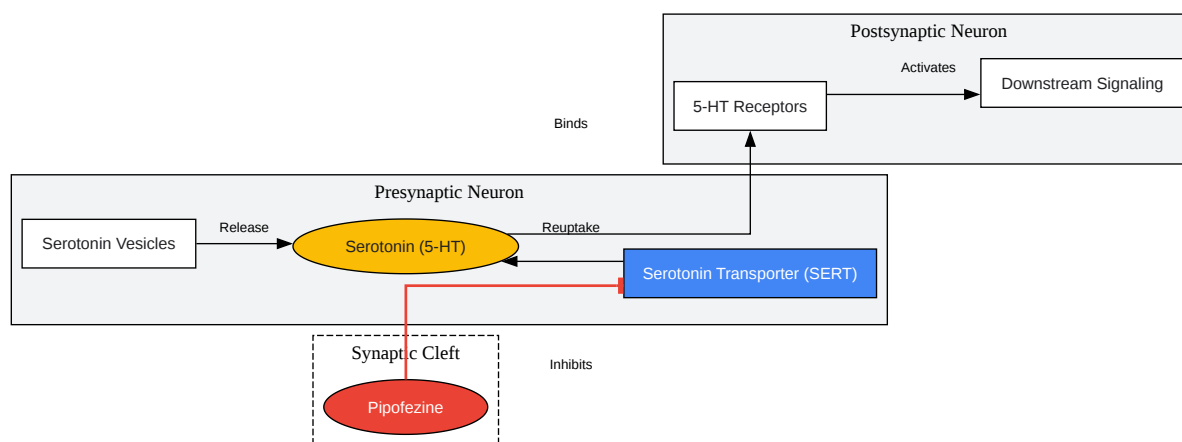 Postsynaptic Neuron
Activates
Downstream Signaling
5-HT Receptors
Binds
Presynaptic Neuron
Release
Reuptake
Serotonin Vesicles
Serotonin (5-HT)
Serotonin Transporter (SERT)
Synaptic Cleft
Inhibits
Pipofezine